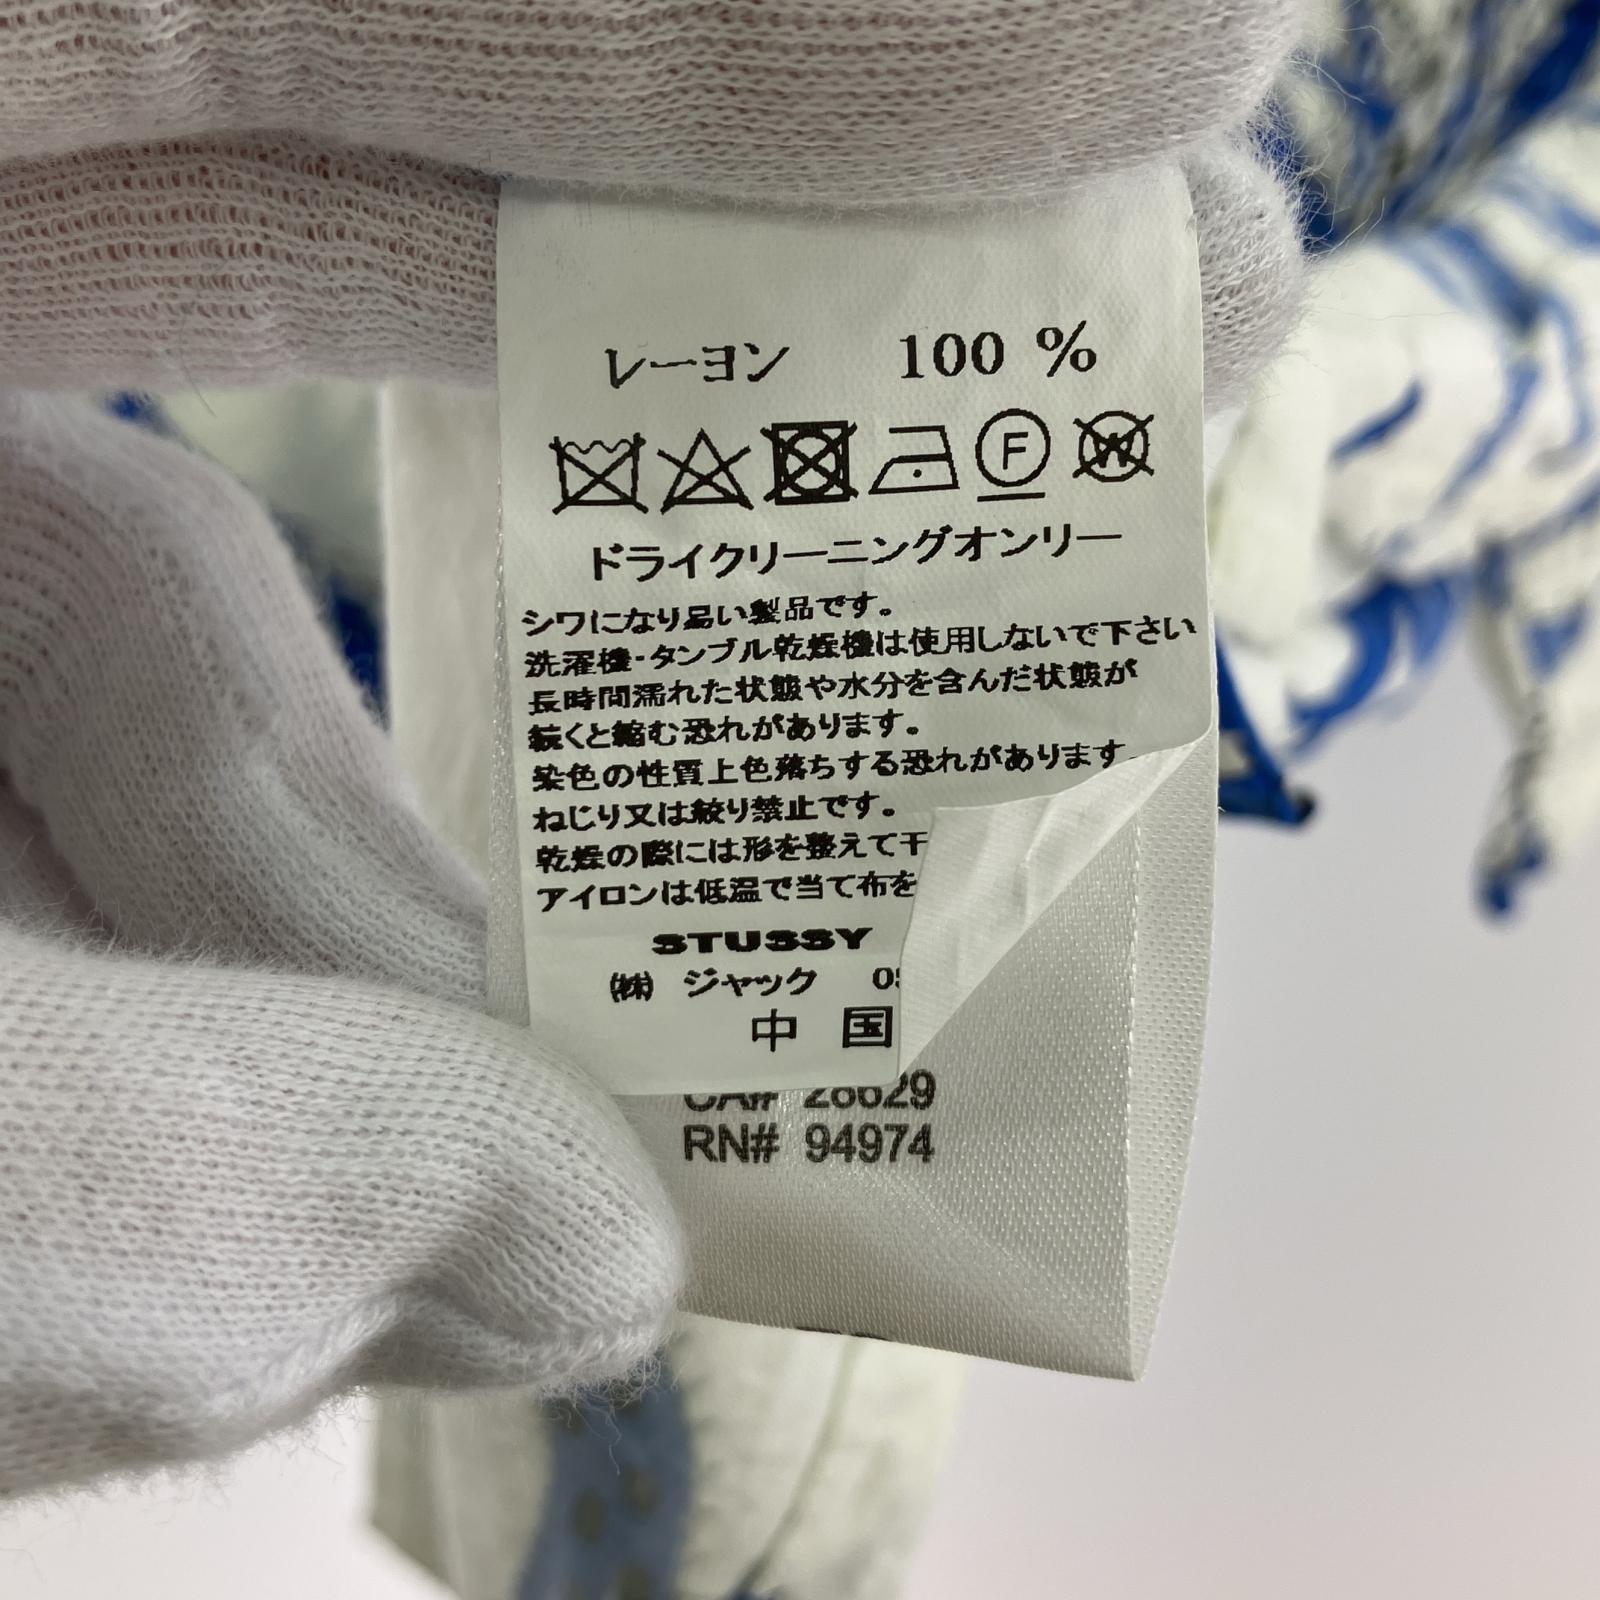 レーヨン 100 %
F W
ドライクリーニングオンリー
シワになり易い製品です。
洗濯機・タンブル乾燥機は使用しないで下さい
長時間濡れた状態や水分を含んだ状態が
続くと縮む恐れがあります。
染色の性質上色落ちする恐れがあります。
ねじり又は絞り禁止です。
乾燥の際には形を整えて干
アイロンは低温で当て布を
STUSSY
㈱ ジャック 05
中 国
CA# 28629
RN# 94974